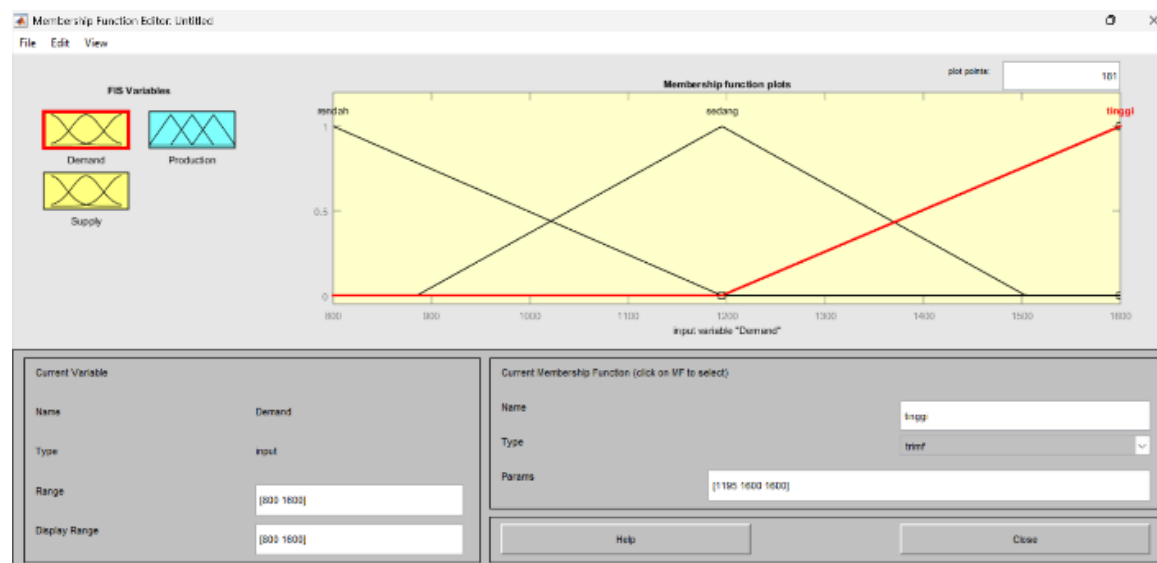 Membership Function Editor: Untitled
File Edit View
FIS Variables
Demand
Production
Supply
plot points:
181
Membership function plots
rendah
sedang
tinggi
1
0.5
0
800 900 1000 1100 1200 1300 1400 1500 1600
input variable "Demand"
Current Variable
Name Demand
Type input
Range [800 1600]
Display Range [800 1600]
Current Membership Function (click on MF to select)
Name tinggi
Type trimf
Params [1195 1600 1600]
Help
Close